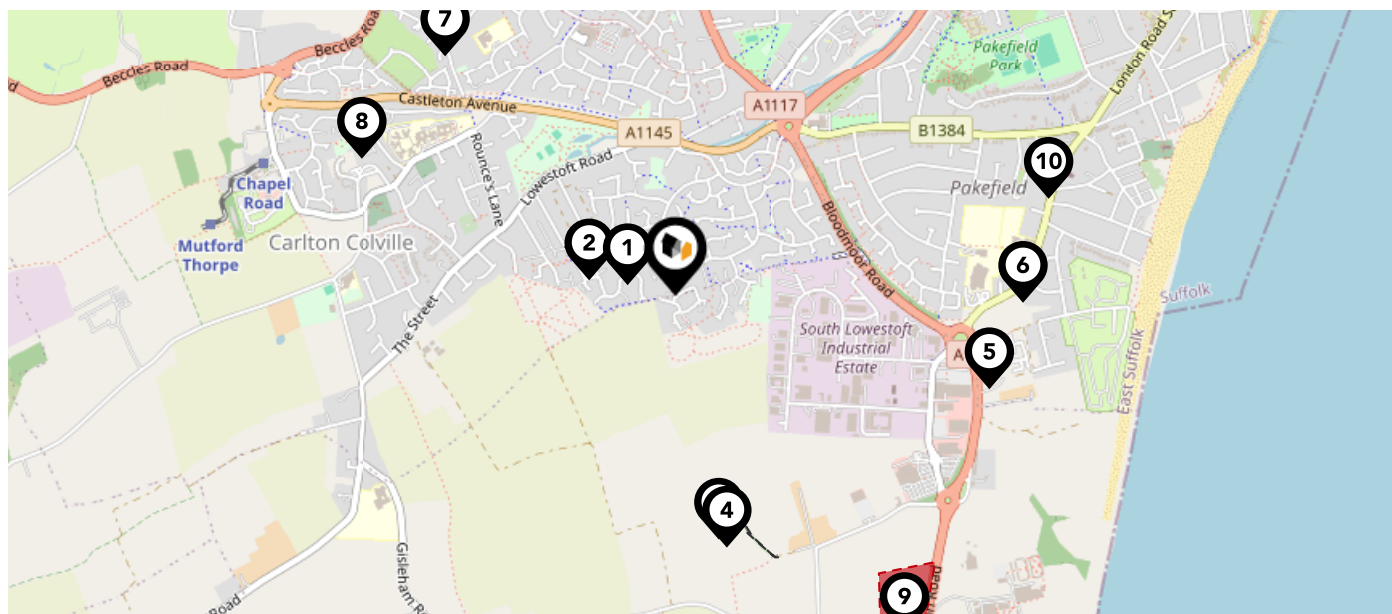 7
Beccles Road
Beccles Road
Pakefield
Park
London Road S
Castleton Avenue
A1117
A1145
B1384
8
10
Rounce's Lane
Lowestoft Road
Chapel
Road
Pakefield
Mutford
Thorpe
Carlton Colville
2
1
Bloodmoor Road
6
Suffolk
The Street
South Lowestoft
Industrial
Estate
A
5
East Suffolk
4
Gisleham R
Road
9
Road